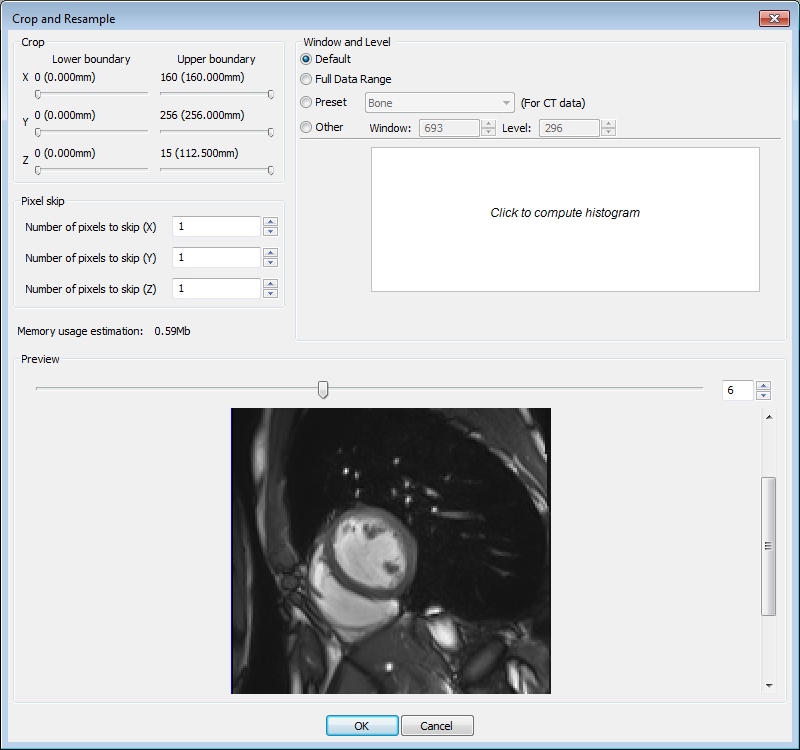 Crop and Resample
Crop
Lower boundary Upper boundary
X 0 (0.000mm) 160 (160.000mm)
Y 0 (0.000mm) 256 (256.000mm)
Z 0 (0.000mm) 15 (112.500mm)
Pixel skip
Number of pixels to skip (X) 1
Number of pixels to skip (Y) 1
Number of pixels to skip (Z) 1
Memory usage estimation: 0.59Mb
Window and Level
Default
Full Data Range
Preset Bone (For CT data)
Other Window: 693 Level: 296
Click to compute histogram
Preview
6
OK Cancel